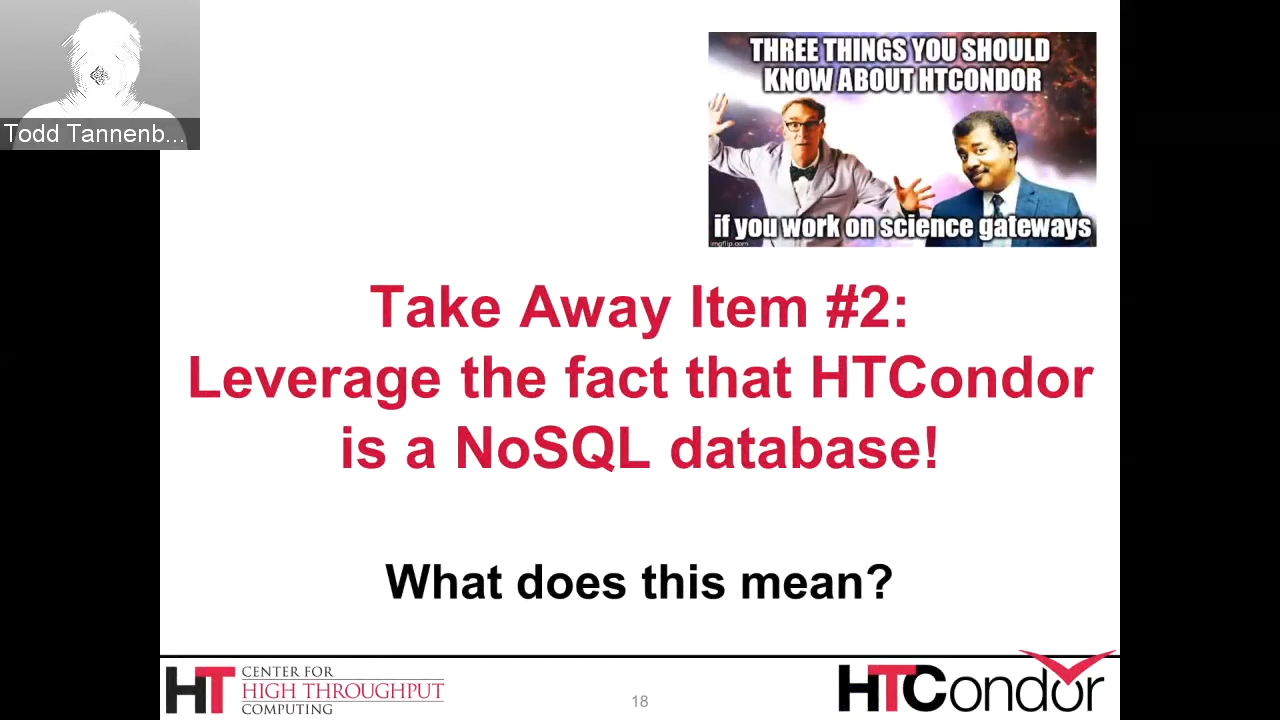 Todd Tannenb...
THREE THINGS YOU SHOULD
KNOW ABOUT HTCONDOR
if you work on science gateways
imgflip.com
Take Away Item #2:
Leverage the fact that HTCondor
is a NoSQL database!
What does this mean?
HT
CENTER FOR
HIGH THROUGHPUT
COMPUTING
18
HTCondor